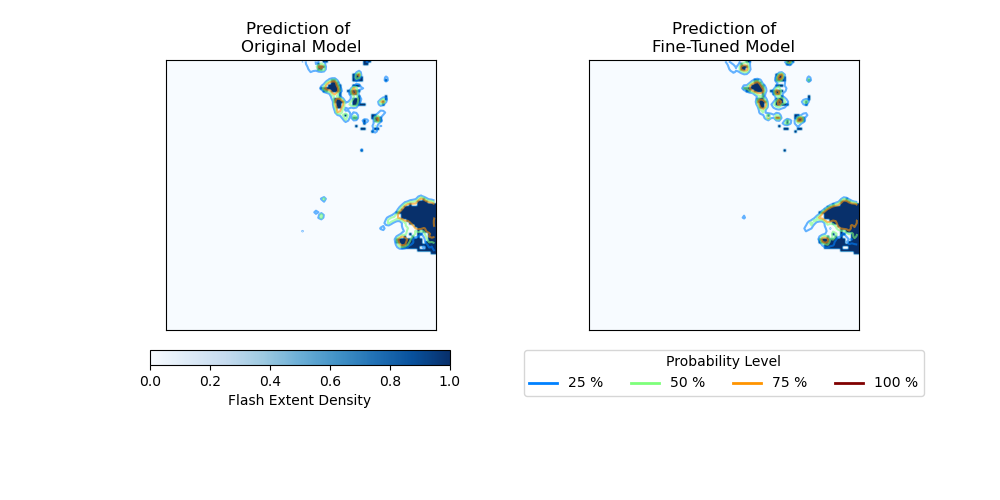 Prediction of
Original Model
Prediction of
Fine-Tuned Model
0.0 0.2 0.4 0.6 0.8 1.0
Flash Extent Density
Probability Level
25 % 50 % 75 % 100 %